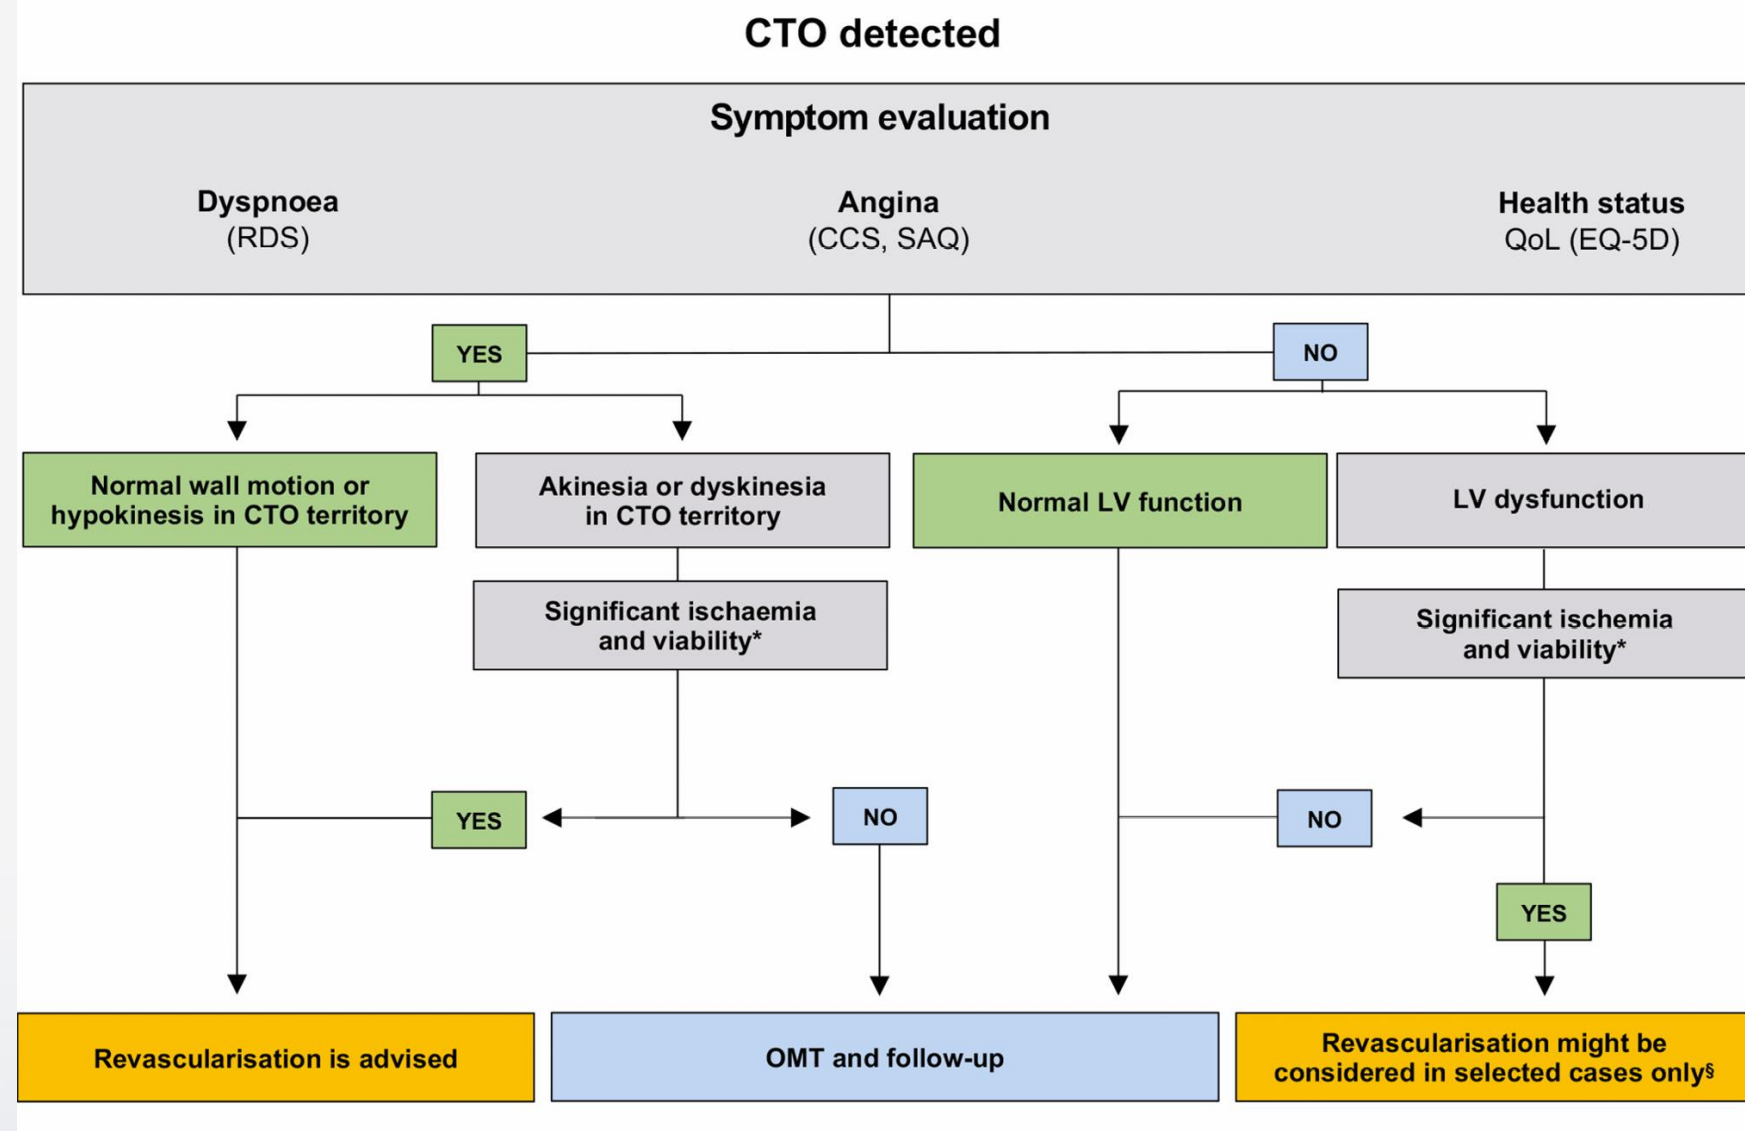 CTO detected
Symptom evaluation
Dyspnoea
(RDS)
Angina
(CCS, SAQ)
Health status
QoL (EQ-5D)
YES
NO
Normal wall motion or
hypokinesis in CTO territory
Akinesia or dyskinesia
in CTO territory
Normal LV function
LV dysfunction
Significant ischaemia
and viability*
Significant ischemia
and viability*
YES
NO
NO
YES
Revascularisation is advised
OMT and follow-up
Revascularisation might be
considered in selected cases only§